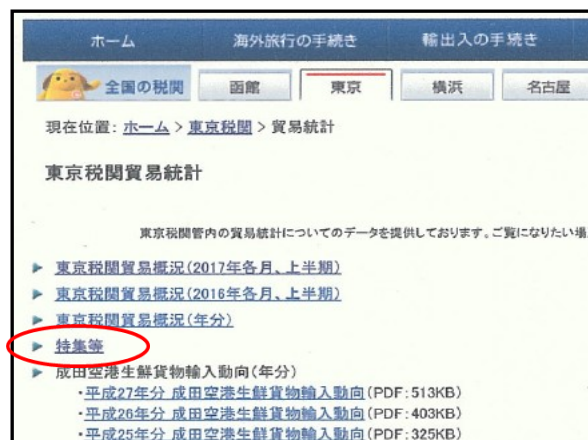 ホーム 海外旅行の手続き 輸出入の手続き
全国の税関 函館 東京 横浜 名古屋
現在位置: ホーム > 東京税関 > 貿易統計
東京税関貿易統計
東京税関管内の貿易統計についてのデータを提供しております。ご覧になりたい場
東京税関貿易概況(2017年各月、上半期)
東京税関貿易概況(2016年各月、上半期)
東京税関貿易概況(年分)
特集等
成田空港生鮮貨物輸入動向(年分)
・平成27年分 成田空港生鮮貨物輸入動向(PDF:513KB)
・平成26年分 成田空港生鮮貨物輸入動向(PDF:403KB)
・平成25年分 成田空港生鮮貨物輸入動向(PDF:325KB)